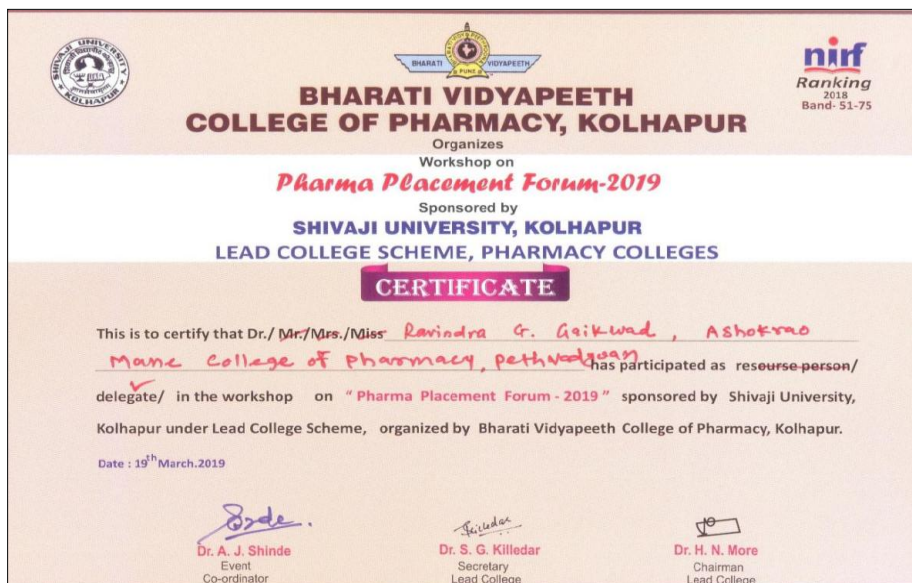 SHIVAJI UNIVERSITY
KOLHAPUR
BHARATI VIDYAPEETH
PUNE
nirf
Ranking
2018
Band- 51-75
BHARATI VIDYAPEETH
COLLEGE OF PHARMACY, KOLHAPUR
Organizes
Workshop on
Pharma Placement Forum-2019
Sponsored by
SHIVAJI UNIVERSITY, KOLHAPUR
LEAD COLLEGE SCHEME, PHARMACY COLLEGES
CERTIFICATE
This is to certify that Dr./ Mr./Mrs./Miss Ravindra G. Gaikwad , Ashokrao
Mane College of Pharmacy, pethvadgaan has participated as resourse person/
delegate/ in the workshop on " Pharma Placement Forum - 2019 " sponsored by Shivaji University,
Kolhapur under Lead College Scheme, organized by Bharati Vidyapeeth College of Pharmacy, Kolhapur.
Date : 19th March.2019
Killedar
Dr. A. J. Shinde
Event
Co-ordinator
Dr. S. G. Killedar
Secretary
Lead College
Dr. H. N. More
Chairman
Lead College